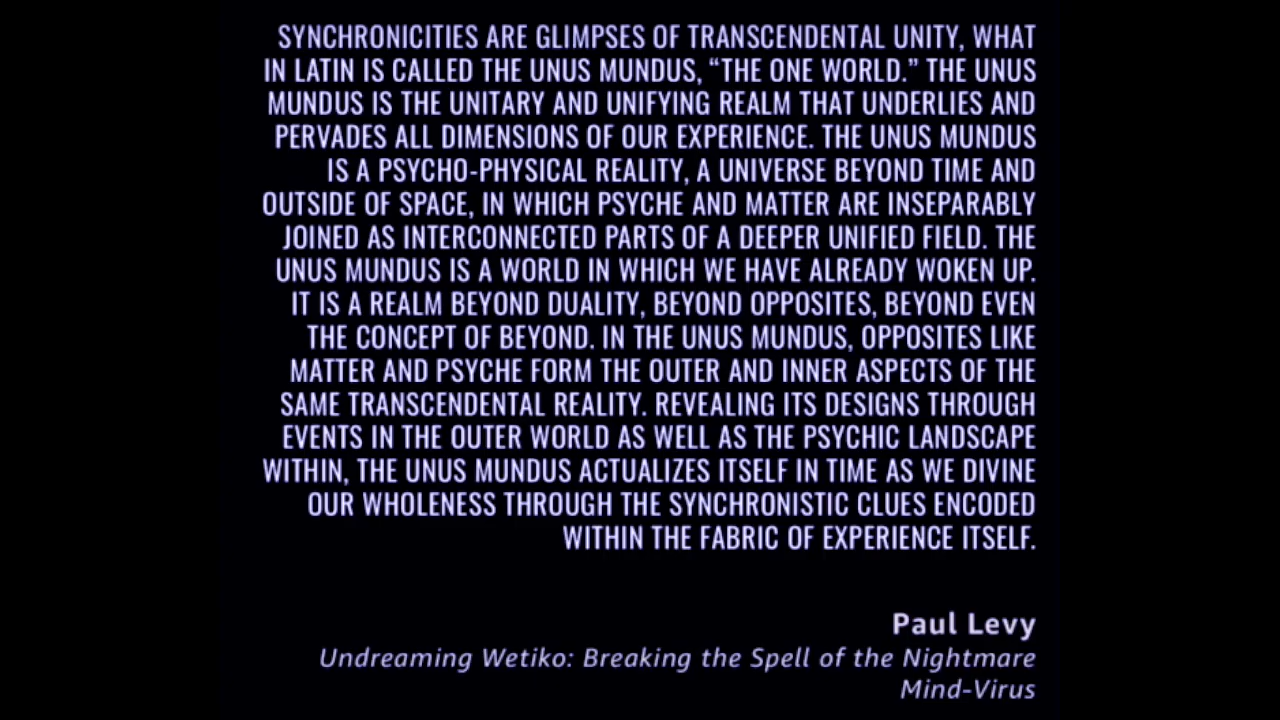 SYNCHRONICITIES ARE GLIMPSES OF TRANSCENDENTAL UNITY, WHAT
IN LATIN IS CALLED THE UNUS MUNDUS, “THE ONE WORLD.” THE UNUS
MUNDUS IS THE UNITARY AND UNIFYING REALM THAT UNDERLIES AND
PERVADES ALL DIMENSIONS OF OUR EXPERIENCE. THE UNUS MUNDUS
IS A PSYCHO-PHYSICAL REALITY, A UNIVERSE BEYOND TIME AND
OUTSIDE OF SPACE, IN WHICH PSYCHE AND MATTER ARE INSEPARABLY
JOINED AS INTERCONNECTED PARTS OF A DEEPER UNIFIED FIELD. THE
UNUS MUNDUS IS A WORLD IN WHICH WE HAVE ALREADY WOKEN UP.
IT IS A REALM BEYOND DUALITY, BEYOND OPPOSITES, BEYOND EVEN
THE CONCEPT OF BEYOND. IN THE UNUS MUNDUS, OPPOSITES LIKE
MATTER AND PSYCHE FORM THE OUTER AND INNER ASPECTS OF THE
SAME TRANSCENDENTAL REALITY. REVEALING ITS DESIGNS THROUGH
EVENTS IN THE OUTER WORLD AS WELL AS THE PSYCHIC LANDSCAPE
WITHIN, THE UNUS MUNDUS ACTUALIZES ITSELF IN TIME AS WE DIVINE
OUR WHOLENESS THROUGH THE SYNCHRONISTIC CLUES ENCODED
WITHIN THE FABRIC OF EXPERIENCE ITSELF.
Paul Levy
Undreaming Wetiko: Breaking the Spell of the Nightmare
Mind-Virus